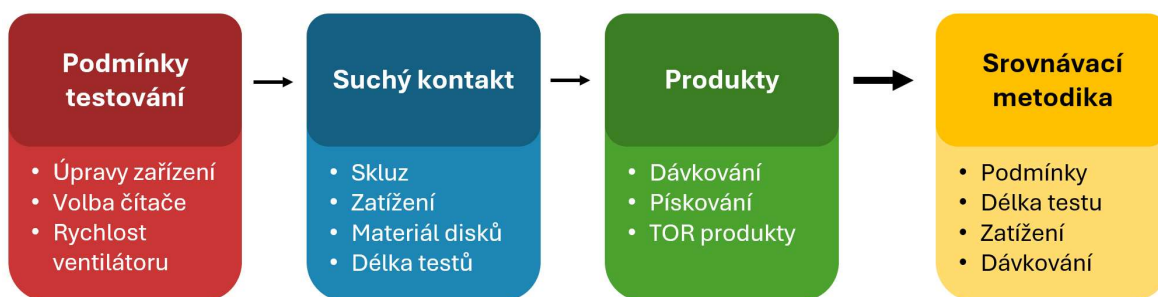 Podmínky
testování
• Úpravy zařízení
• Volba čítače
• Rychlost
ventilátoru
Suchý kontakt
• Skluz
• Zatížení
• Materiál disků
• Délka testů
Produkty
• Dávkování
• Pískování
• TOR produkty
Srovnávací
metodika
• Podmínky
• Délka testu
• Zatížení
• Dávkování